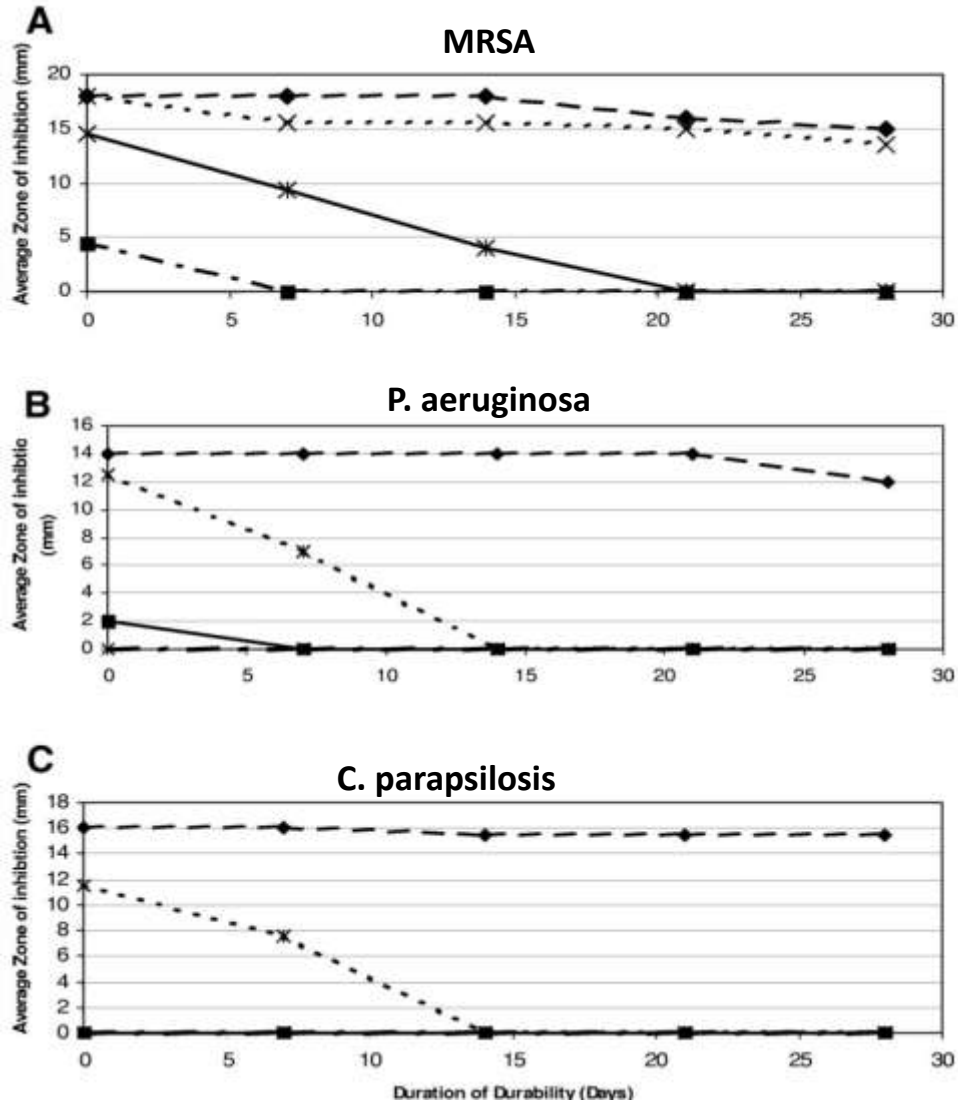 A
MRSA
Average Zone of inhibtion (mm)
20
15
10
5
0
0 5 10 15 20 25 30
B
P. aeruginosa
Average Zone of inhibtic
(mm)
16
14
12
10
8
6
4
2
0
0 5 10 15 20 25 30
C
C. parapsilosis
Average Zone of inhibtion (mm)
18
16
14
12
10
8
6
4
2
0
0 5 10 15 20 25 30
Duration of Durability (Days)